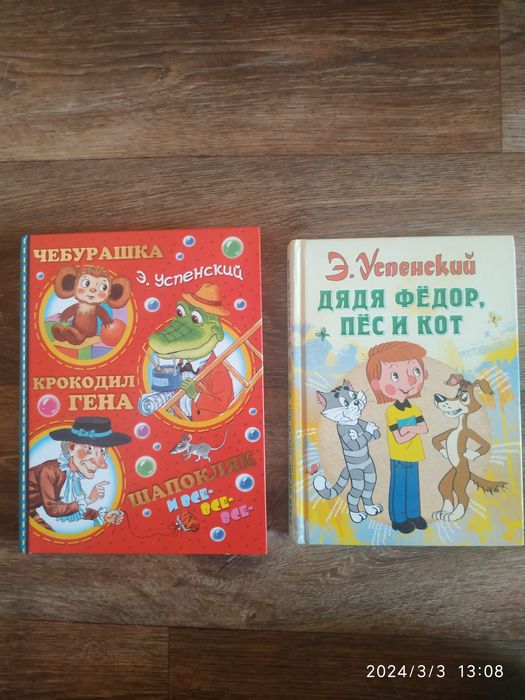 ЧЕБУРАШКА
Э. Успенский
КРОКОДИЛ
ГЕНА
ШАПОКЛЯК
И ВСЕ-
ВСЕ-
ВСЕ-
Э. Успенский
ДЯДЯ ФЁДОР,
ПЁС И КОТ
2024/3/3 13:08